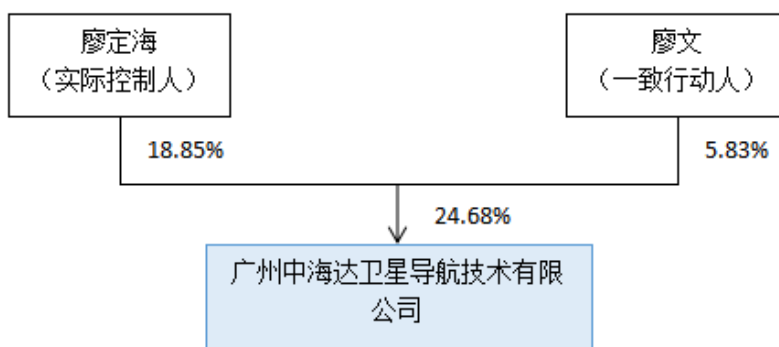 廖定海
（实际控制人）
廖文
（一致行动人）
18.85%
5.83%
24.68%
广州中海达卫星导航技术有限
公司